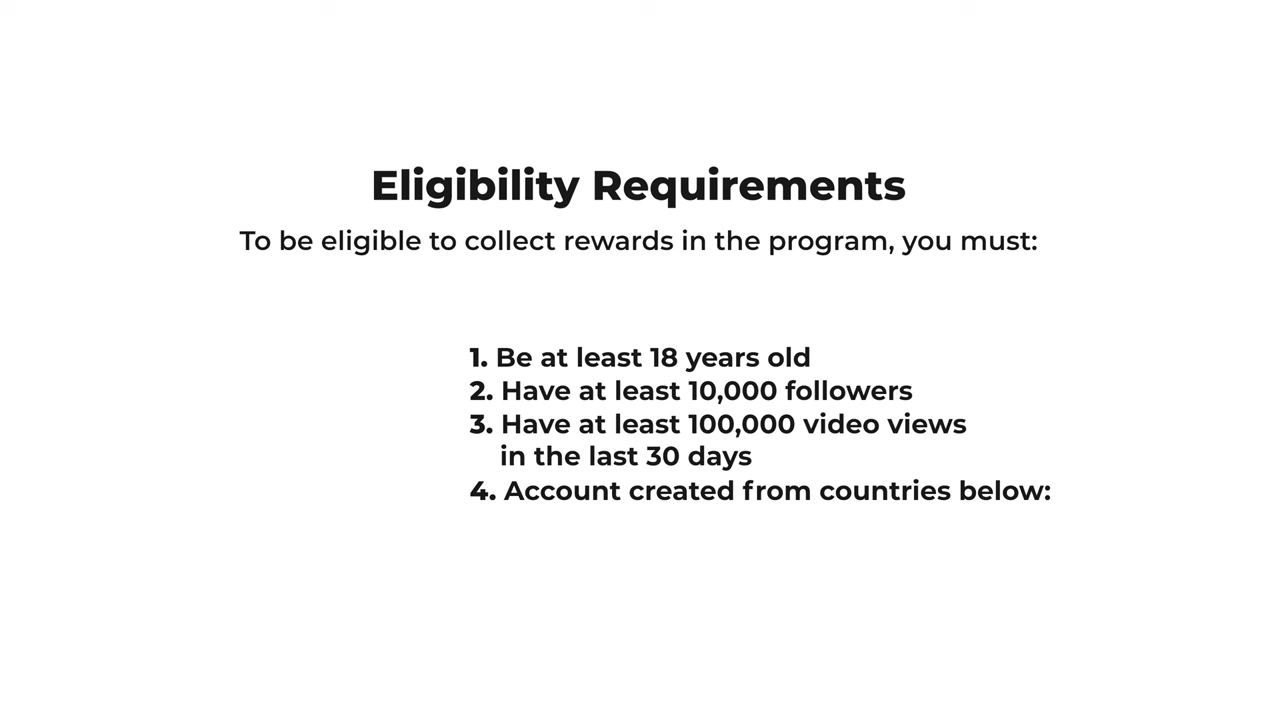 Eligibility Requirements
To be eligible to collect rewards in the program, you must:
1. Be at least 18 years old
2. Have at least 10,000 followers
3. Have at least 100,000 video views
in the last 30 days
4. Account created from countries below: